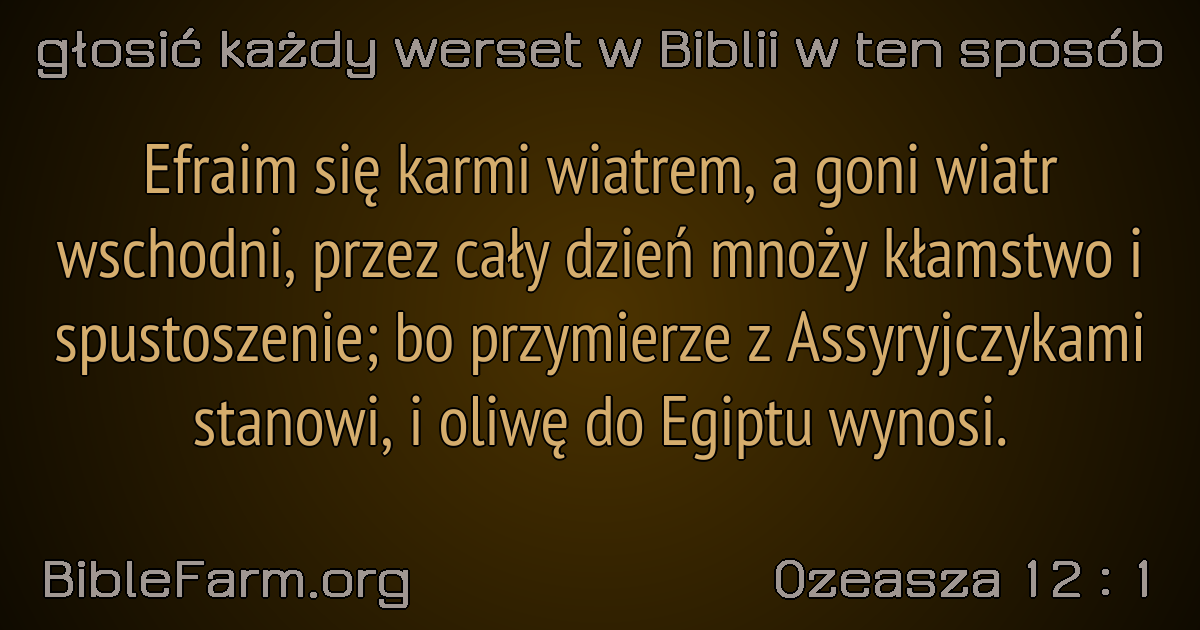 głosić każdy werset w Biblii w ten sposób
Efraim się karmi wiatrem, a goni wiatr
wschodni, przez cały dzień mnoży kłamstwo i
spustoszenie; bo przymierze z Assyryjczykami
stanowi, i oliwę do Egiptu wynosi.
BibleFarm.org
Ozeasza 12 : 1